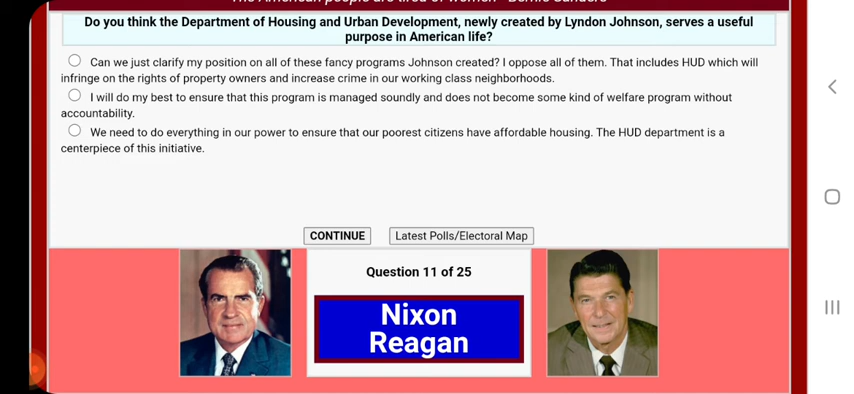 Do you think the Department of Housing and Urban Development, newly created by Lyndon Johnson, serves a useful
purpose in American life?
Can we just clarify my position on all of these fancy programs Johnson created? I oppose all of them. That includes HUD which will
infringe on the rights of property owners and increase crime in our working class neighborhoods.
I will do my best to ensure that this program is managed soundly and does not become some kind of welfare program without
accountability.
We need to do everything in our power to ensure that our poorest citizens have affordable housing. The HUD department is a
centerpiece of this initiative.
CONTINUE
Latest Polls/Electoral Map
Question 11 of 25
Nixon
Reagan